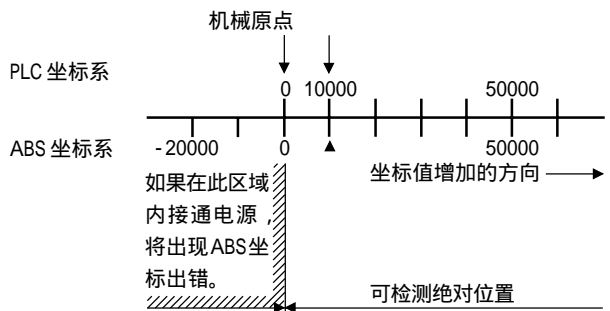 机械原点
PLC 坐标系
0 10000 50000
ABS 坐标系
-20000 0 50000
坐标值增加的方向
如果在此区域
内接通电源，
将出现ABS坐
标出错。
可检测绝对位置